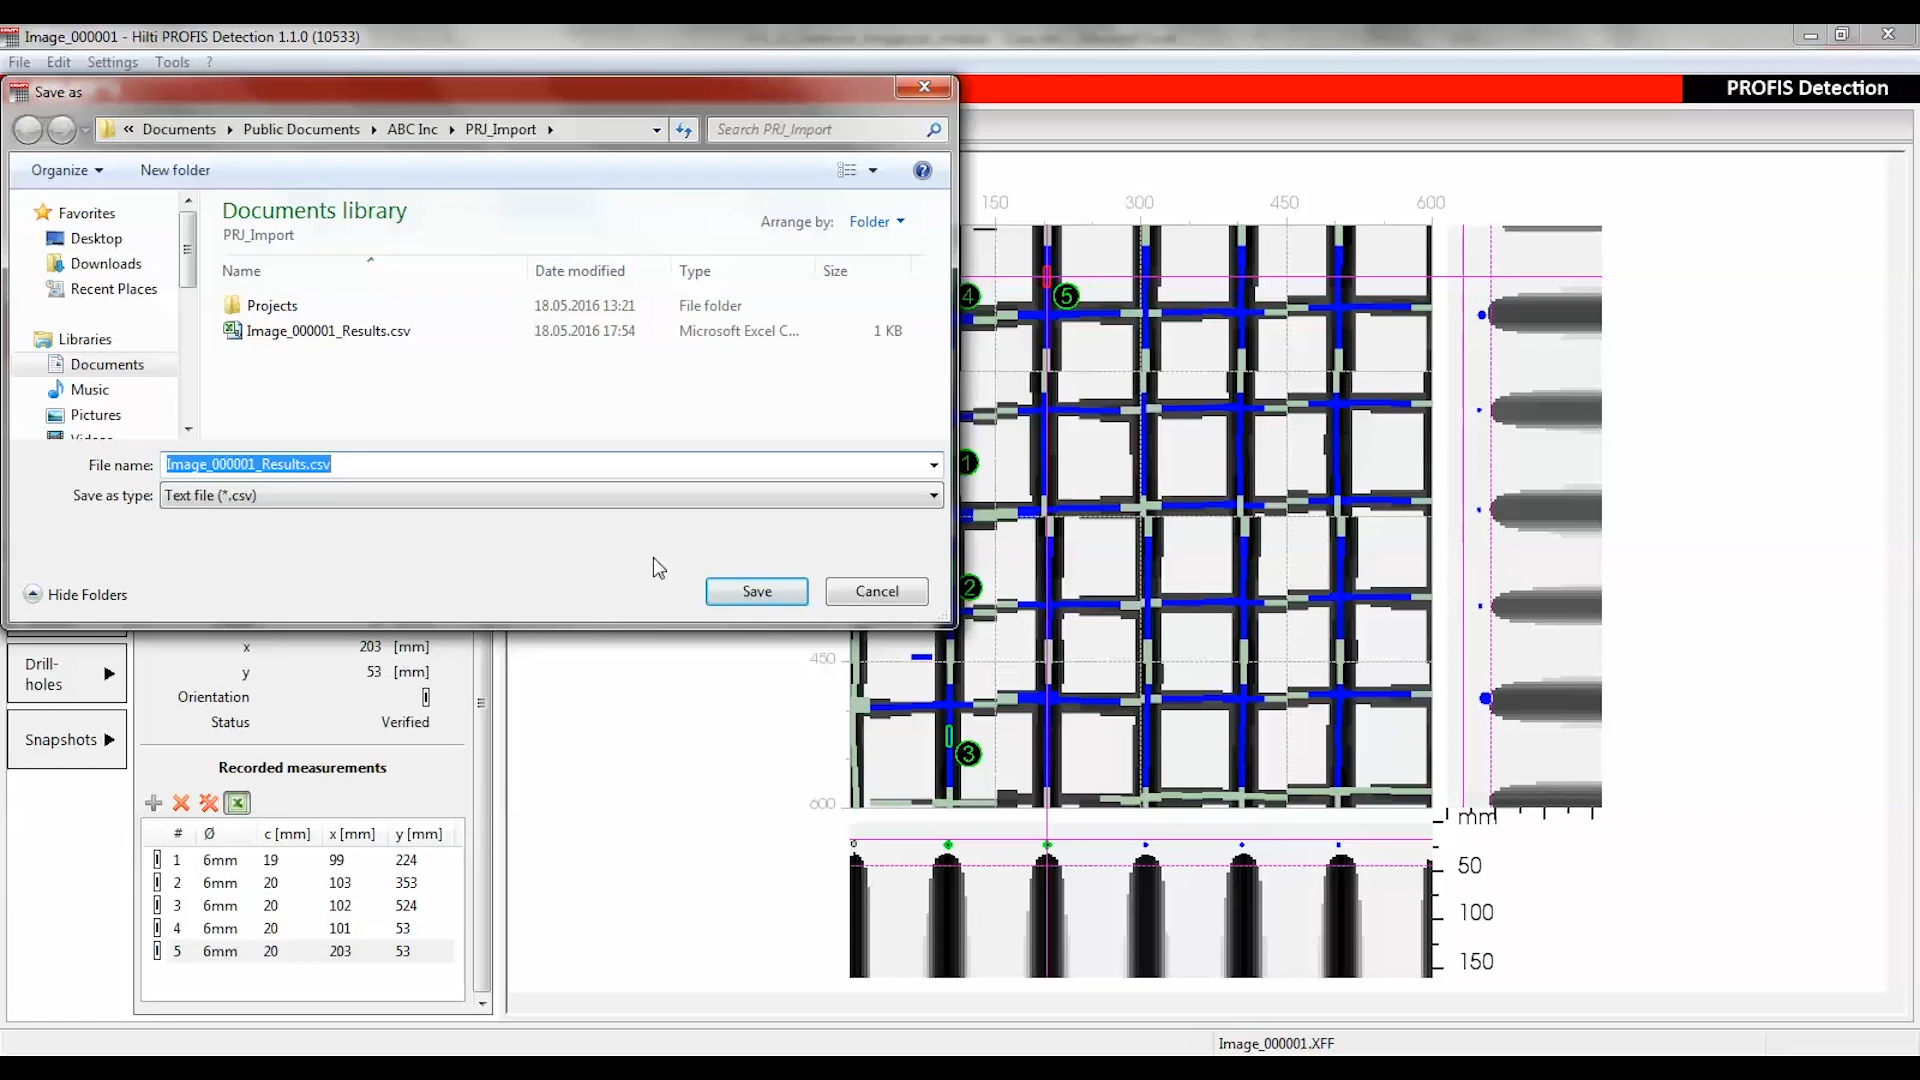 Image_000001 - Hilti PROFIS Detection 1.1.0 (10533)
File Edit Settings Tools ?
PROFIS Detection
Save as
« Documents Public Documents ABC Inc PRJ_Import
Search PRJ_Import
Organize New folder
Favorites
Desktop
Downloads
Recent Places
Libraries
Documents
Music
Pictures
Documents library
PRJ_Import
Arrange by: Folder
Name Date modified Type Size
Projects 18.05.2016 13:21 File folder
Image_000001_Results.csv 18.05.2016 17:54 Microsoft Excel C... 1 KB
File name: Image_000001_Results.csv
Save as type: Text file (*.csv)
Hide Folders
Save Cancel
150 300 450 600
4 5
1
2
3
450
600
mm
50
100
150
Drill-
holes
Snapshots
x 203 [mm]
y 53 [mm]
Orientation
Status Verified
Recorded measurements
# Ø c [mm] x [mm] y [mm]
1 6mm 19 99 224
2 6mm 20 103 353
3 6mm 20 102 524
4 6mm 20 101 53
5 6mm 20 203 53
Image_000001.XFF